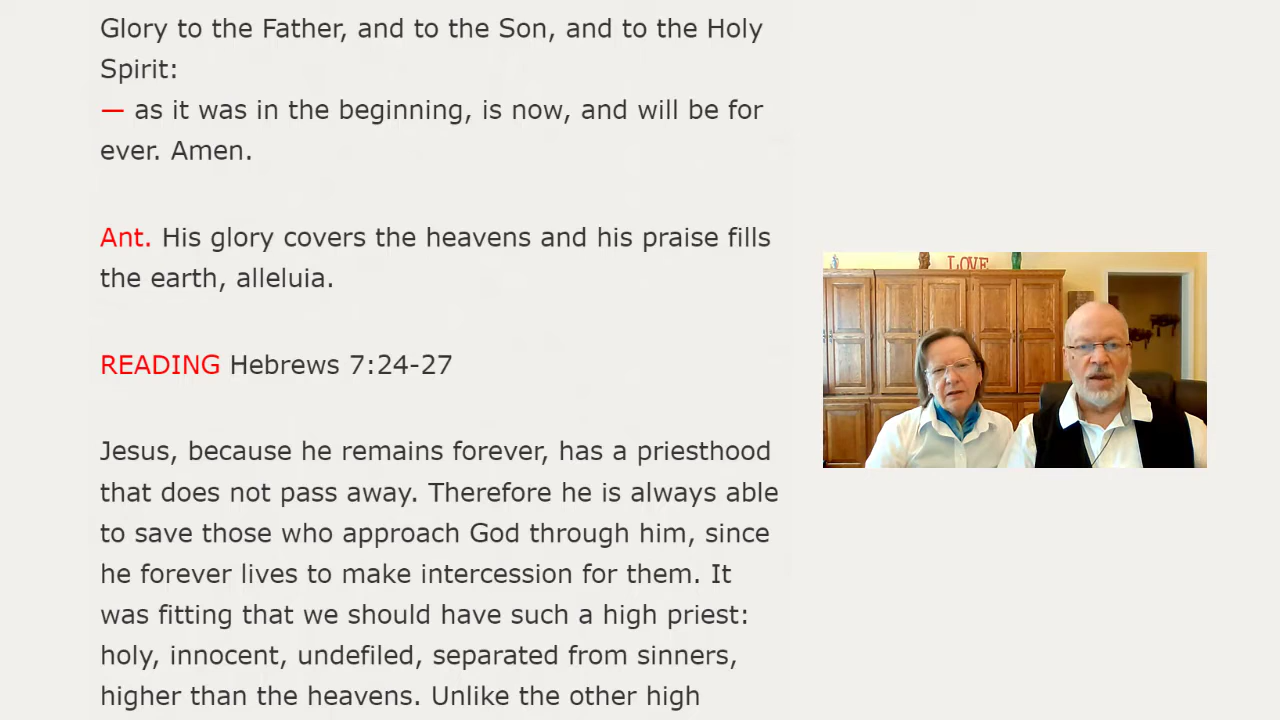 Glory to the Father, and to the Son, and to the Holy
Spirit:
— as it was in the beginning, is now, and will be for
ever. Amen.
Ant. His glory covers the heavens and his praise fills
the earth, alleluia.
READING Hebrews 7:24-27
Jesus, because he remains forever, has a priesthood
that does not pass away. Therefore he is always able
to save those who approach God through him, since
he forever lives to make intercession for them. It
was fitting that we should have such a high priest:
holy, innocent, undefiled, separated from sinners,
higher than the heavens. Unlike the other high
LOVE